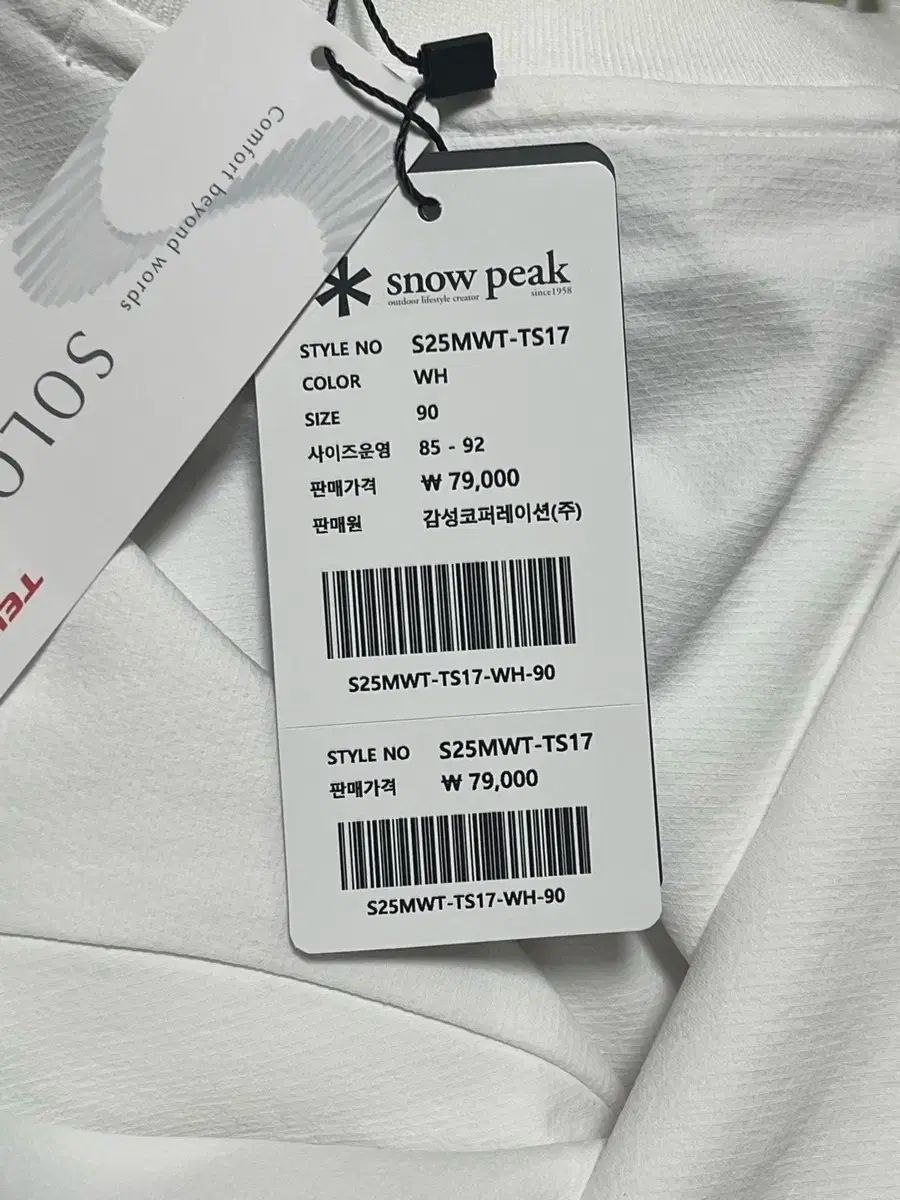 Comfort beyond words
SOLO
snow peak
outdoor lifestyle creator since1958
STYLE NO S25MWT-TS17
COLOR WH
SIZE 90
사이즈운영 85 - 92
판매가격 ₩ 79,000
판매원 감성코퍼레이션(주)
S25MWT-TS17-WH-90
STYLE NO S25MWT-TS17
판매가격 ₩ 79,000
S25MWT-TS17-WH-90